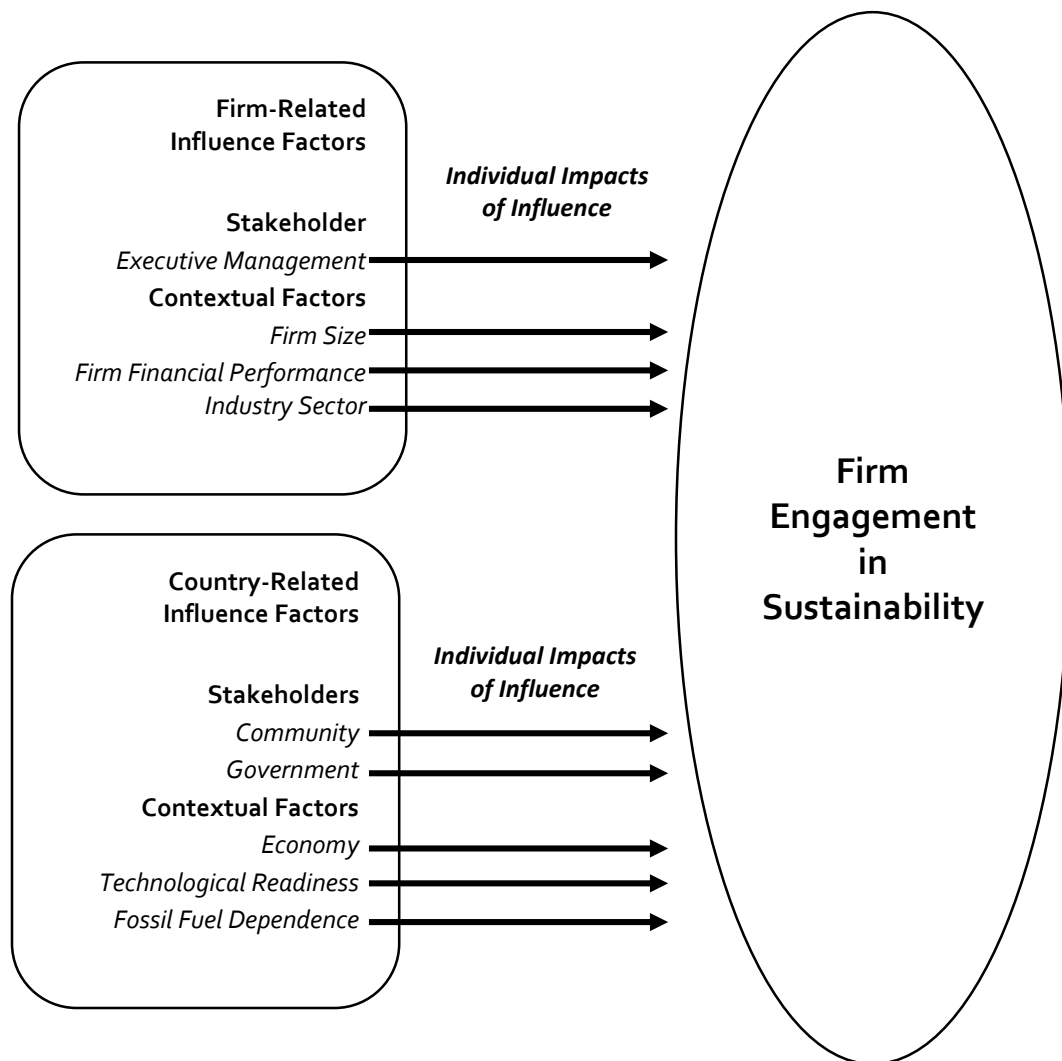 Firm-Related
Influence Factors
Individual Impacts
of Influence
Stakeholder
Executive Management
Contextual Factors
Firm Size
Firm Financial Performance
Industry Sector
Country-Related
Influence Factors
Individual Impacts
of Influence
Stakeholders
Community
Government
Contextual Factors
Economy
Technological Readiness
Fossil Fuel Dependence
Firm
Engagement
in
Sustainability